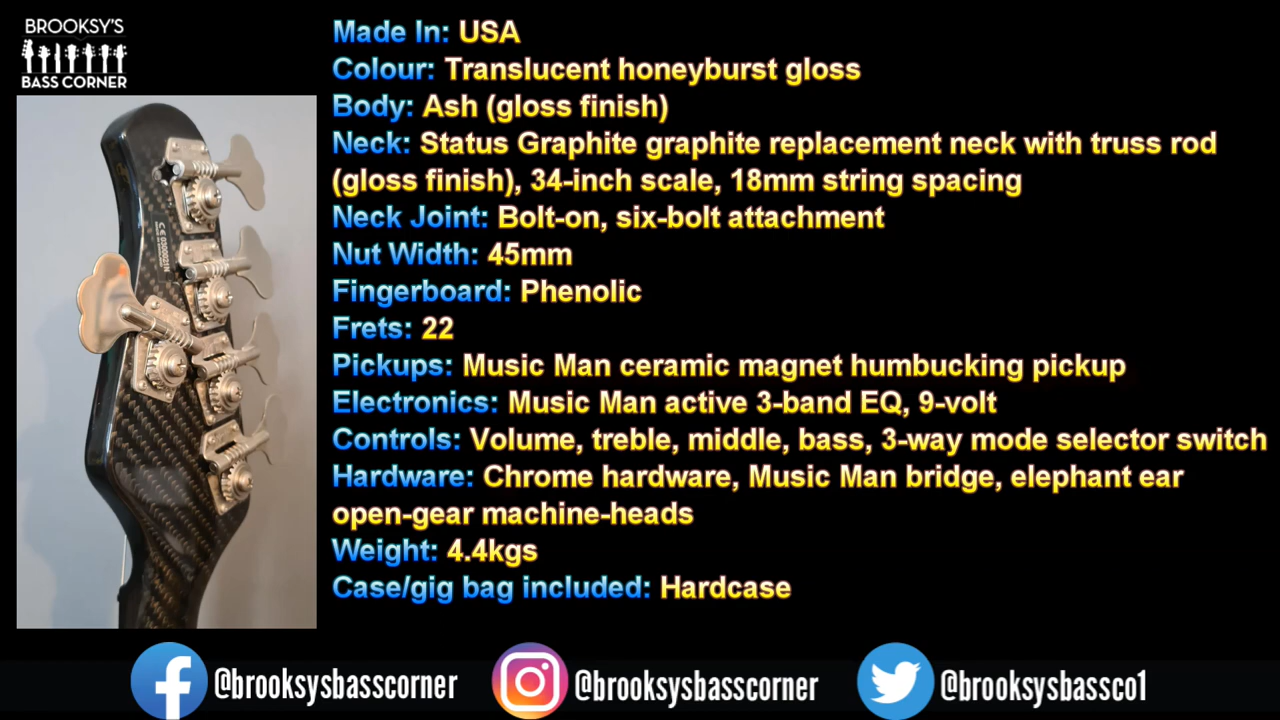 BROOKSY'S
BASS CORNER
Made In: USA
Colour: Translucent honeyburst gloss
Body: Ash (gloss finish)
Neck: Status Graphite graphite replacement neck with truss rod
(gloss finish), 34-inch scale, 18mm string spacing
Neck Joint: Bolt-on, six-bolt attachment
Nut Width: 45mm
Fingerboard: Phenolic
Frets: 22
Pickups: Music Man ceramic magnet humbucking pickup
Electronics: Music Man active 3-band EQ, 9-volt
Controls: Volume, treble, middle, bass, 3-way mode selector switch
Hardware: Chrome hardware, Music Man bridge, elephant ear
open-gear machine-heads
Weight: 4.4kgs
Case/gig bag included: Hardcase
@brooksysbasscorner
@brooksysbasscorner
@brooksysbassco1